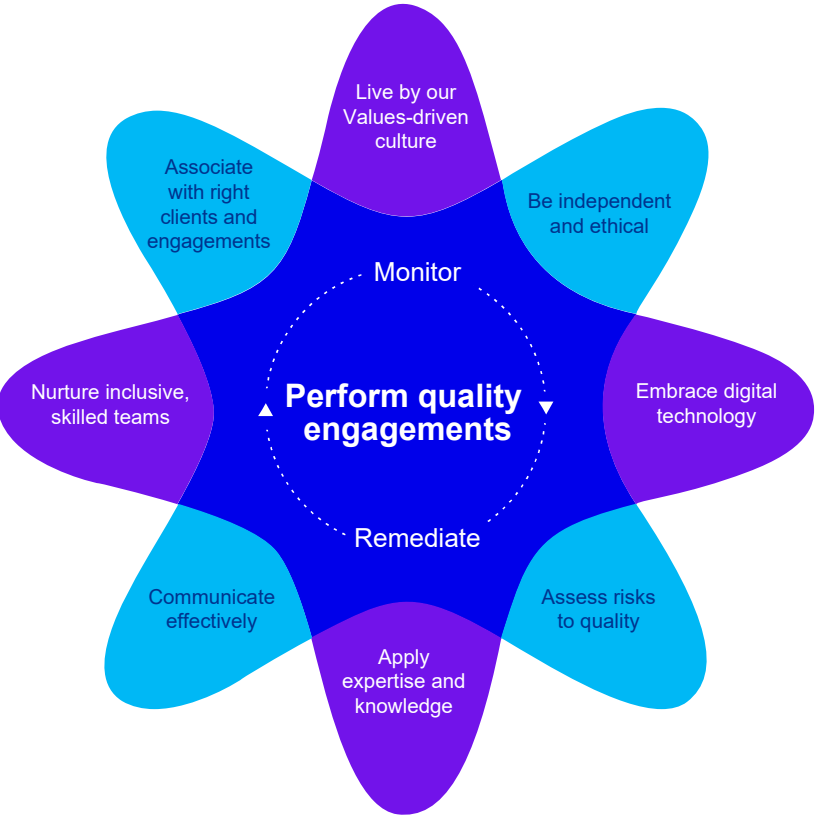 Live by our
Values-driven
culture
Be independent
and ethical
Embrace digital
technology
Assess risks
to quality
Apply
expertise and
knowledge
Communicate
effectively
Nurture inclusive,
skilled teams
Associate
with right
clients and
engagements
Monitor
Perform quality
engagements
Remediate